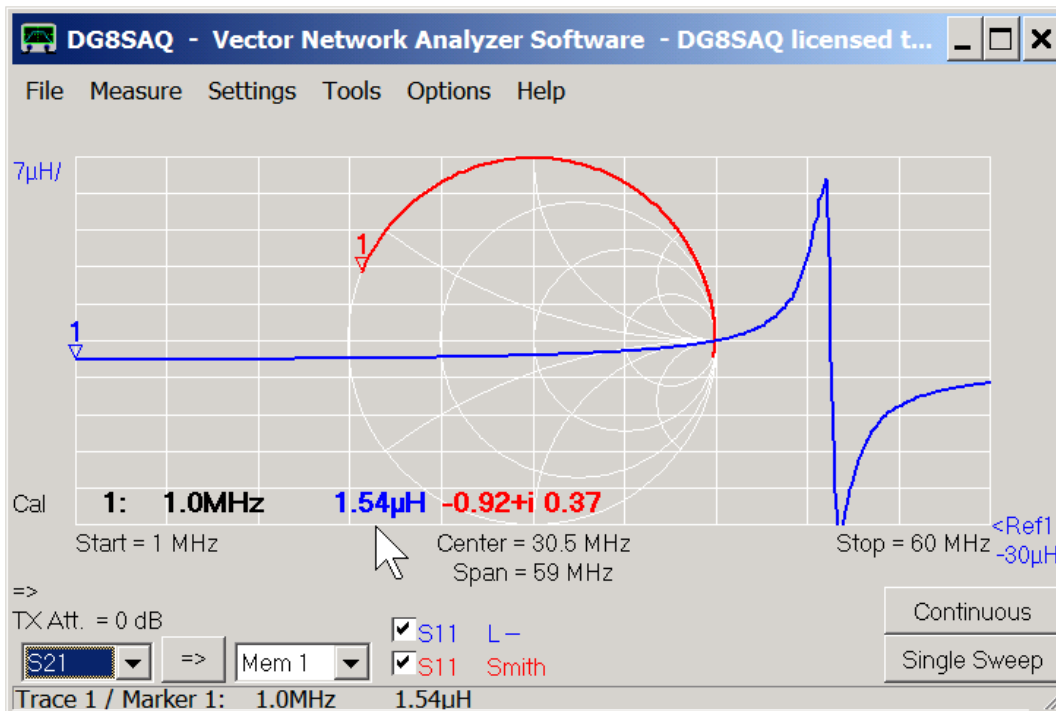 DG8SAQ - Vector Network Analyzer Software - DG8SAQ licensed t...
File Measure Settings Tools Options Help
7µH/
1
1
Cal 1: 1.0MHz 1.54µH -0.92+i 0.37
<Ref1
Start = 1 MHz Center = 30.5 MHz Stop = 60 MHz -30µH
Span = 59 MHz
=>
TX Att. = 0 dB
Continuous
S11 L–
S21 => Mem 1
S11 Smith
Single Sweep
Trace 1 / Marker 1: 1.0MHz 1.54µH